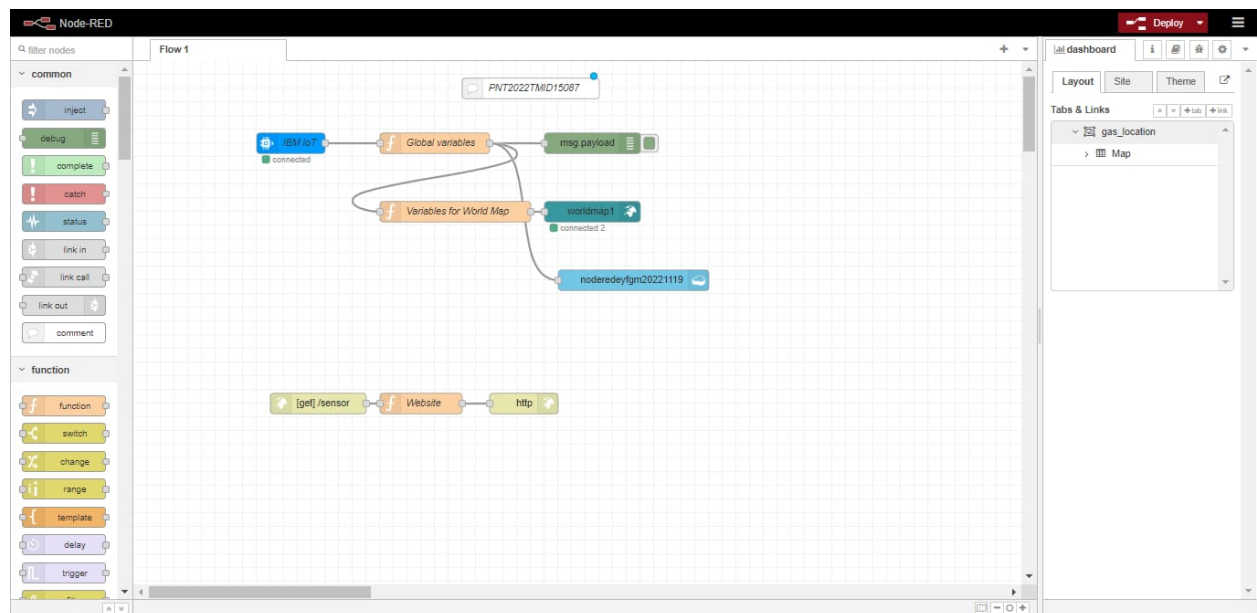 Node-RED
Deploy
filter nodes
Flow 1
dashboard
i
common
inject
debug
complete
catch
status
link in
link call
link out
comment
function
function
switch
change
range
template
delay
trigger
PNT2022TMID15087
IBM IoT
connected
Global variables
msg.payload
Variables for World Map
worldmap1
connected 2
noderedeyfgm20221119
[get] /sensor
Website
http
Layout
Site
Theme
Tabs & Links
+tab
+link
gas_location
Map